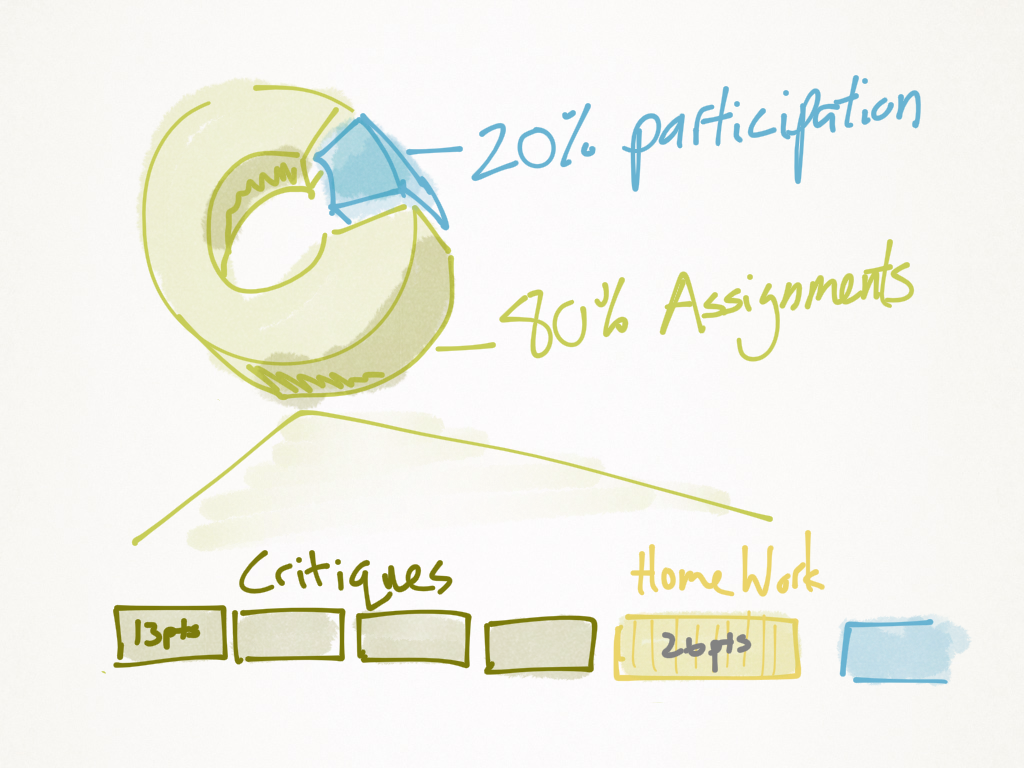 20% participation
80% Assignments
Critiques
Home Work
13pts
26pts